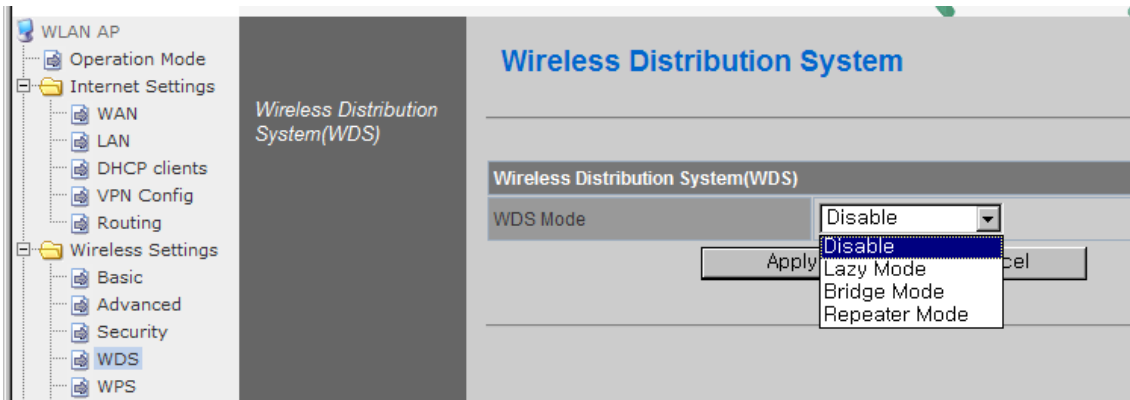 WLAN AP
Operation Mode
Internet Settings
WAN
LAN
DHCP clients
VPN Config
Routing
Wireless Settings
Basic
Advanced
Security
WDS
WPS
Wireless Distribution
System(WDS)
Wireless Distribution System
Wireless Distribution System(WDS)
WDS Mode
Disable
Disable
Lazy Mode
Bridge Mode
Repeater Mode
Apply